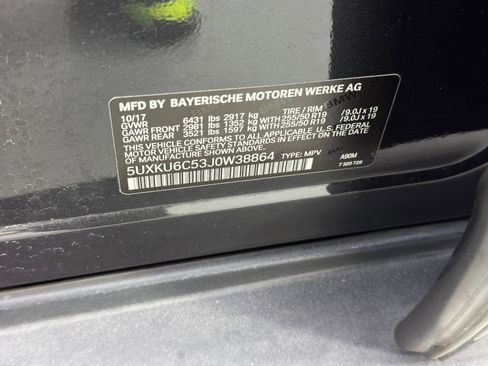 MFD BY BAYERISCHE MOTOREN WERKE AG
10/17 TIRE / RIM
GVWR 6431 lbs 2917 kg
GAWR FRONT 2981 lbs 1352 kg WITH 255/50 R19 /9.0J x 19
GAWR REAR 3521 lbs 1597 kg WITH 255/50 R19 /9.0J x 19
THIS VEHICLE CONFORMS TO ALL APPLICABLE U.S. FEDERAL
MOTOR VEHICLE SAFETY STANDARDS IN EFFECT ON THE
DATE OF MANUFACTURE SHOWN ABOVE.
5UXKU6C53J0W38864 TYPE: MPV A90M
7 320 729